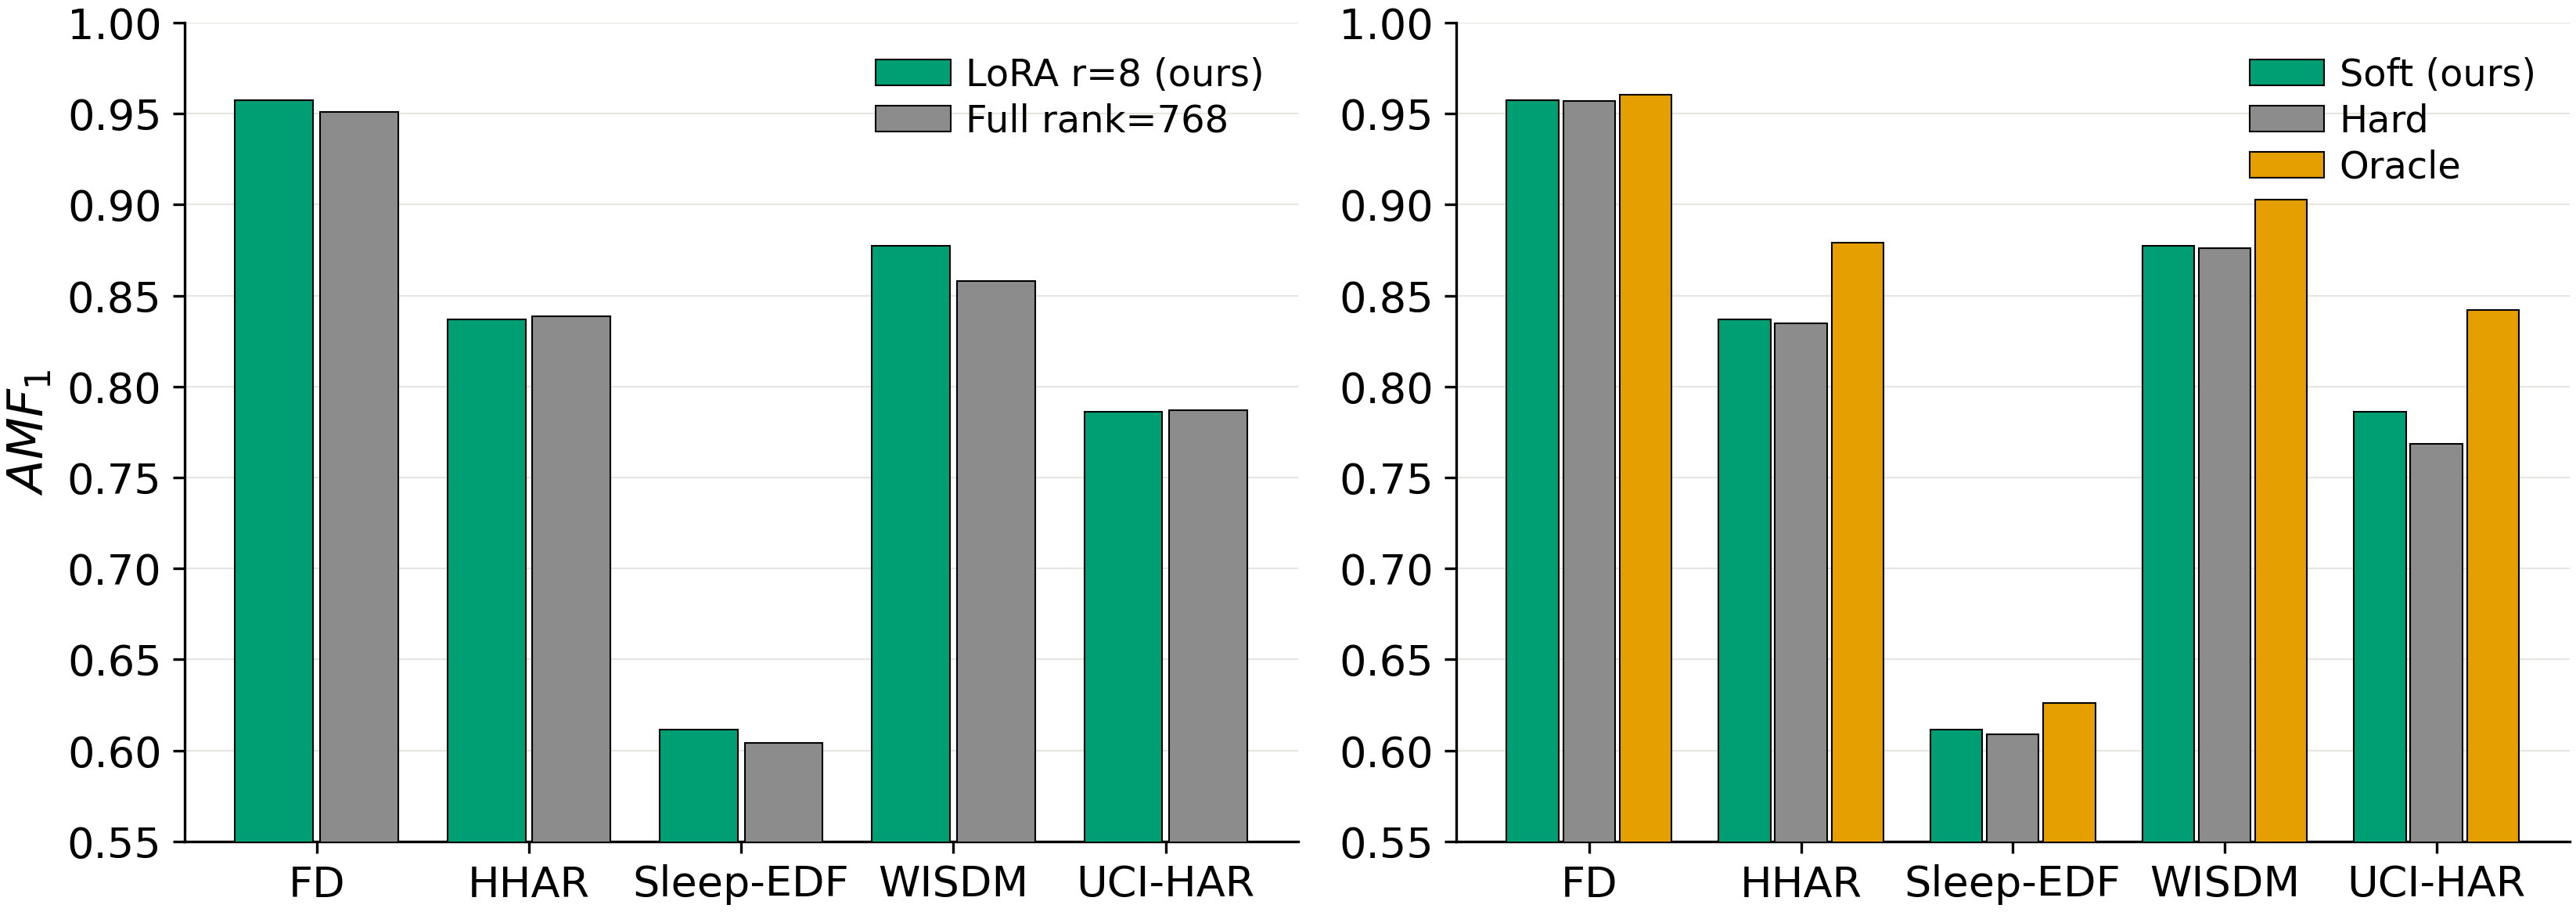 AMF₁
1.00
0.95
0.90
0.85
0.80
0.75
0.70
0.65
0.60
0.55
LoRA r=8 (ours)
Full rank=768
FD HHAR Sleep-EDF WISDM UCI-HAR
1.00
0.95
0.90
0.85
0.80
0.75
0.70
0.65
0.60
0.55
Soft (ours)
Hard
Oracle
FD HHAR Sleep-EDF WISDM UCI-HAR